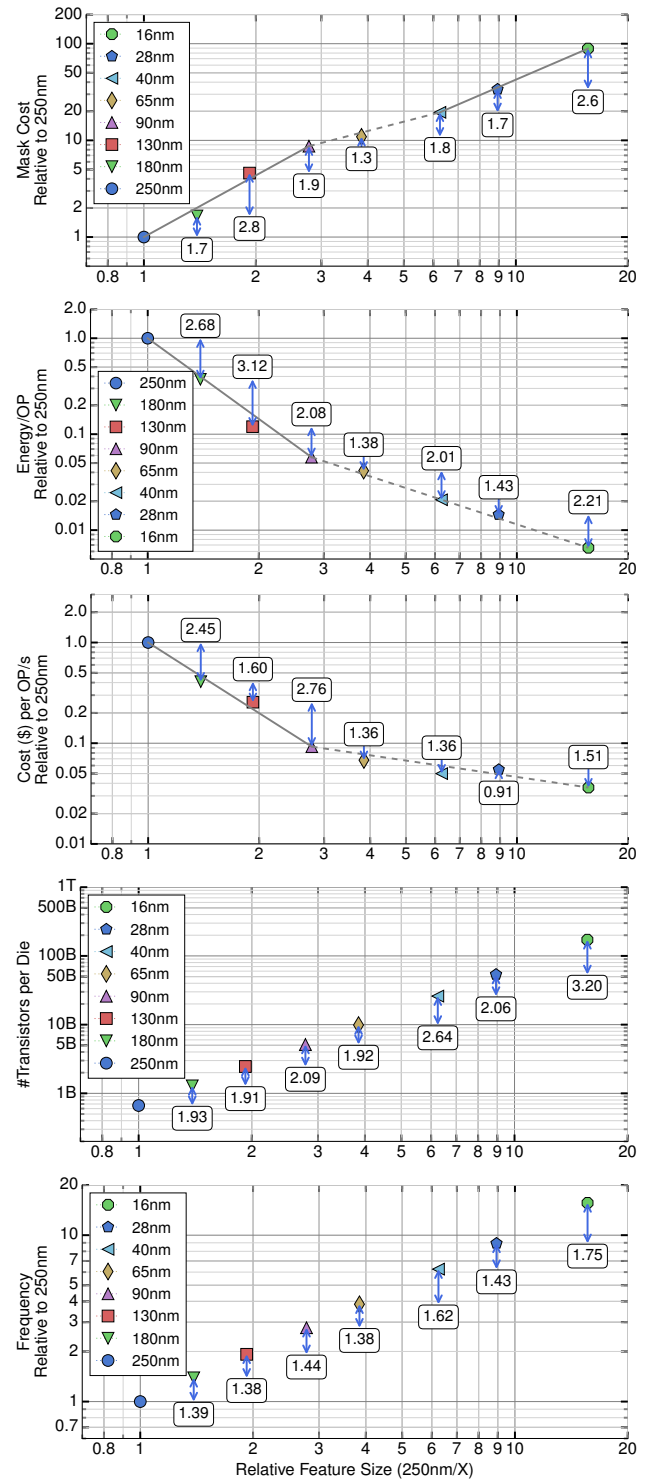 200
100
50
20
10
5
2
1
Mask Cost
Relative to 250nm
16nm
28nm
40nm
65nm
90nm
130nm
180nm
250nm
1.7
2.8
1.9
1.3
1.8
1.7
2.6
0.8 1 2 3 4 5 6 7 8 9 10 20
2.0
1.0
0.5
0.2
0.1
0.05
0.02
0.01
Energy/OP
Relative to 250nm
250nm
180nm
130nm
90nm
65nm
40nm
28nm
16nm
2.68
3.12
2.08
1.38
2.01
1.43
2.21
0.8 1 2 3 4 5 6 7 8 9 10 20
2.0
1.0
0.5
0.2
0.1
0.05
0.02
0.01
Cost ($) per OP/s
Relative to 250nm
2.45
1.60
2.76
1.36
1.36
0.91
1.51
0.8 1 2 3 4 5 6 7 8 9 10 20
1T
500B
100B
50B
10B
5B
1B
#Transistors per Die
16nm
28nm
40nm
65nm
90nm
130nm
180nm
250nm
1.93
1.91
2.09
1.92
2.64
2.06
3.20
0.8 1 2 3 4 5 6 7 8 9 10 20
20
10
7
5
4
3
2
1
0.7
Frequency
Relative to 250nm
16nm
28nm
40nm
65nm
90nm
130nm
180nm
250nm
1.39
1.38
1.44
1.38
1.62
1.43
1.75
0.8 1 2 3 4 5 6 7 8 9 10 20
Relative Feature Size (250nm/X)